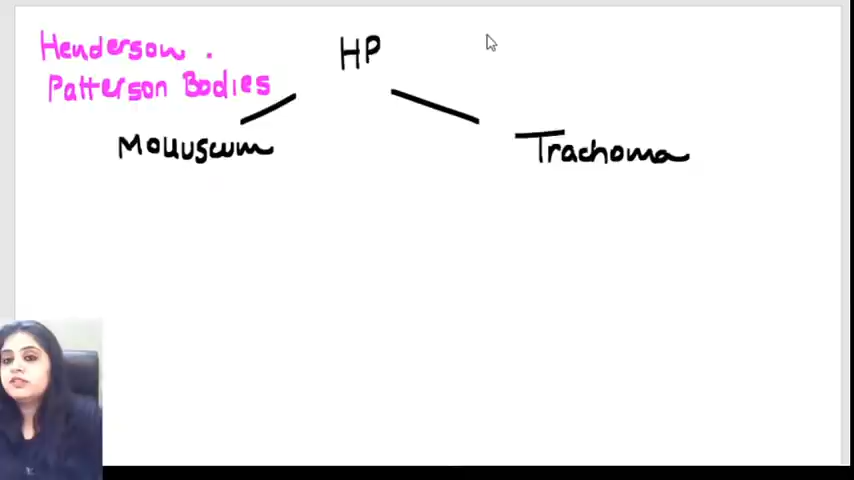 Henderson.
HP
Patterson Bodies
Molluscum
Trachoma